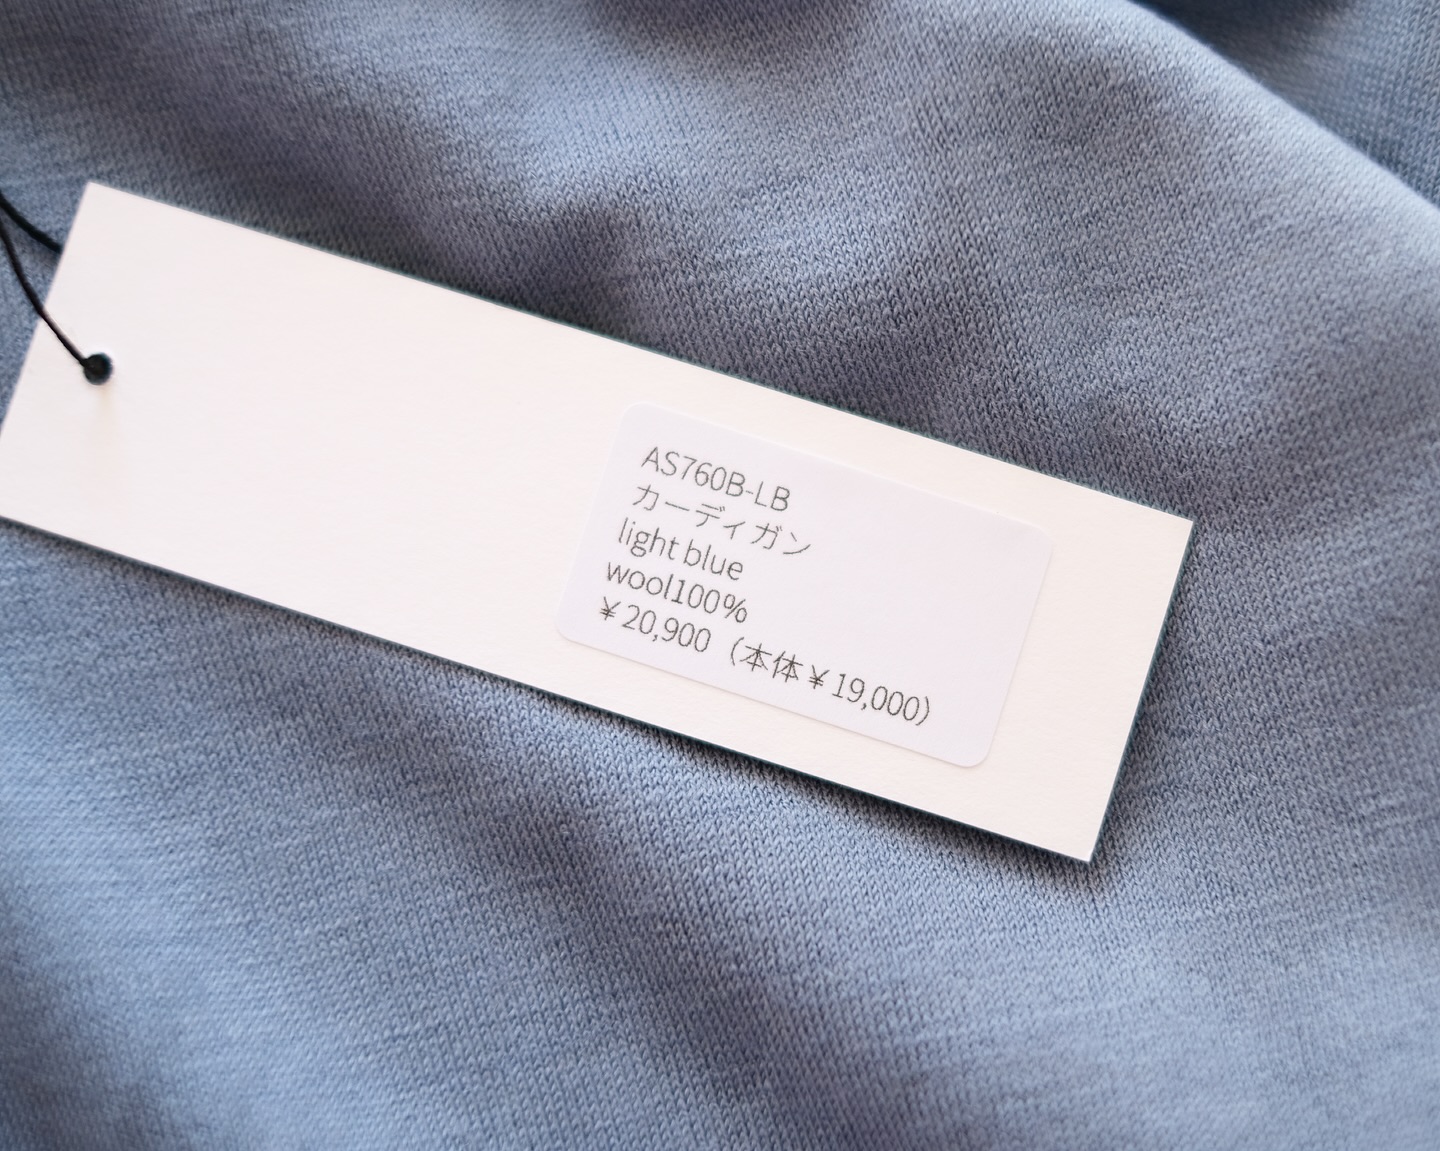 AS760B-LB
カーディガン
light blue
wool100%
￥20,900（本体￥19,000）